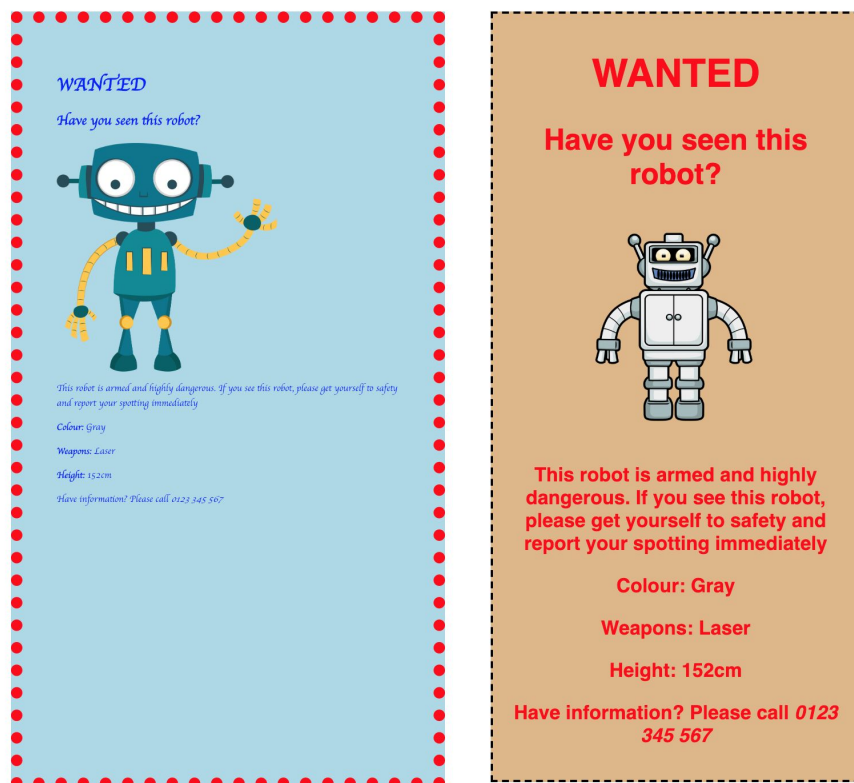 WANTED
Have you seen this robot?
This robot is armed and highly dangerous. If you see this robot, please get yourself to safety
and report your spotting immediately
Colour: Gray
Weapons: Laser
Height: 152cm
Have information? Please call 0123 345 567
WANTED
Have you seen this
robot?
This robot is armed and highly
dangerous. If you see this robot,
please get yourself to safety and
report your spotting immediately
Colour: Gray
Weapons: Laser
Height: 152cm
Have information? Please call 0123
345 567